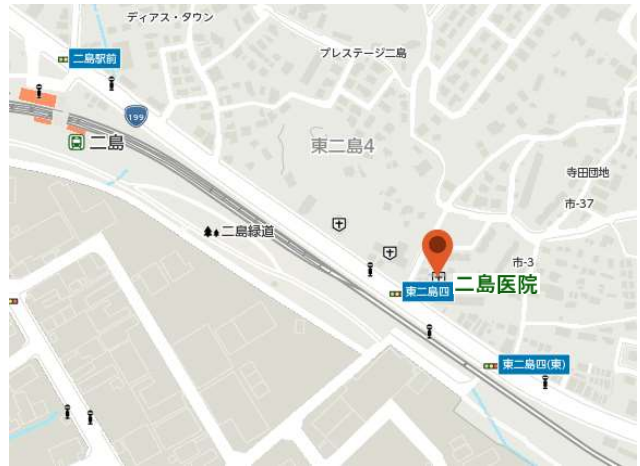 ディアス・タウン
二島駅前
プレステージ二島
199
二島
東二島4
寺田団地
市-37
二島緑道
市-3
二島医院
東二島四
東二島四(東)